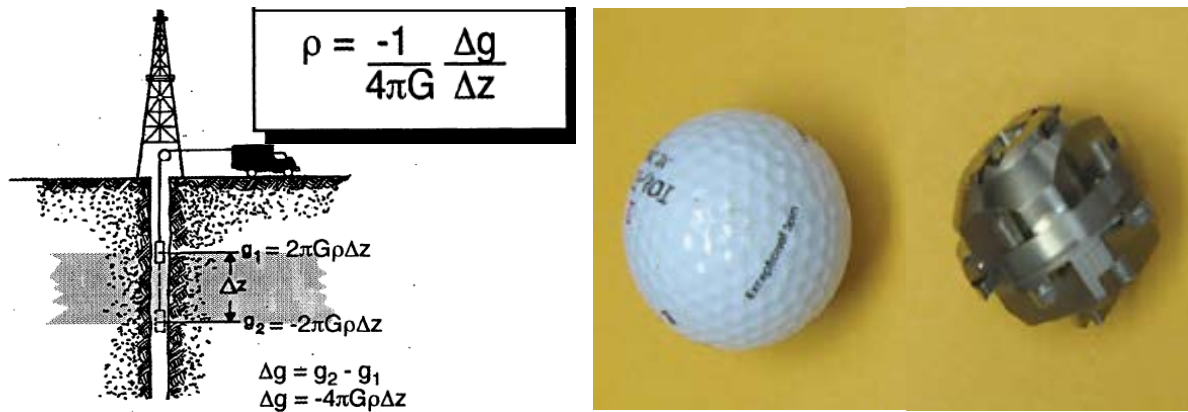 ρ = -1/4πG Δg/Δz
g₁ = 2πGρΔz
Δz
g₂ = -2πGρΔz
Δg = g₂ - g₁
Δg = -4πGρΔz
Exceptional Spin